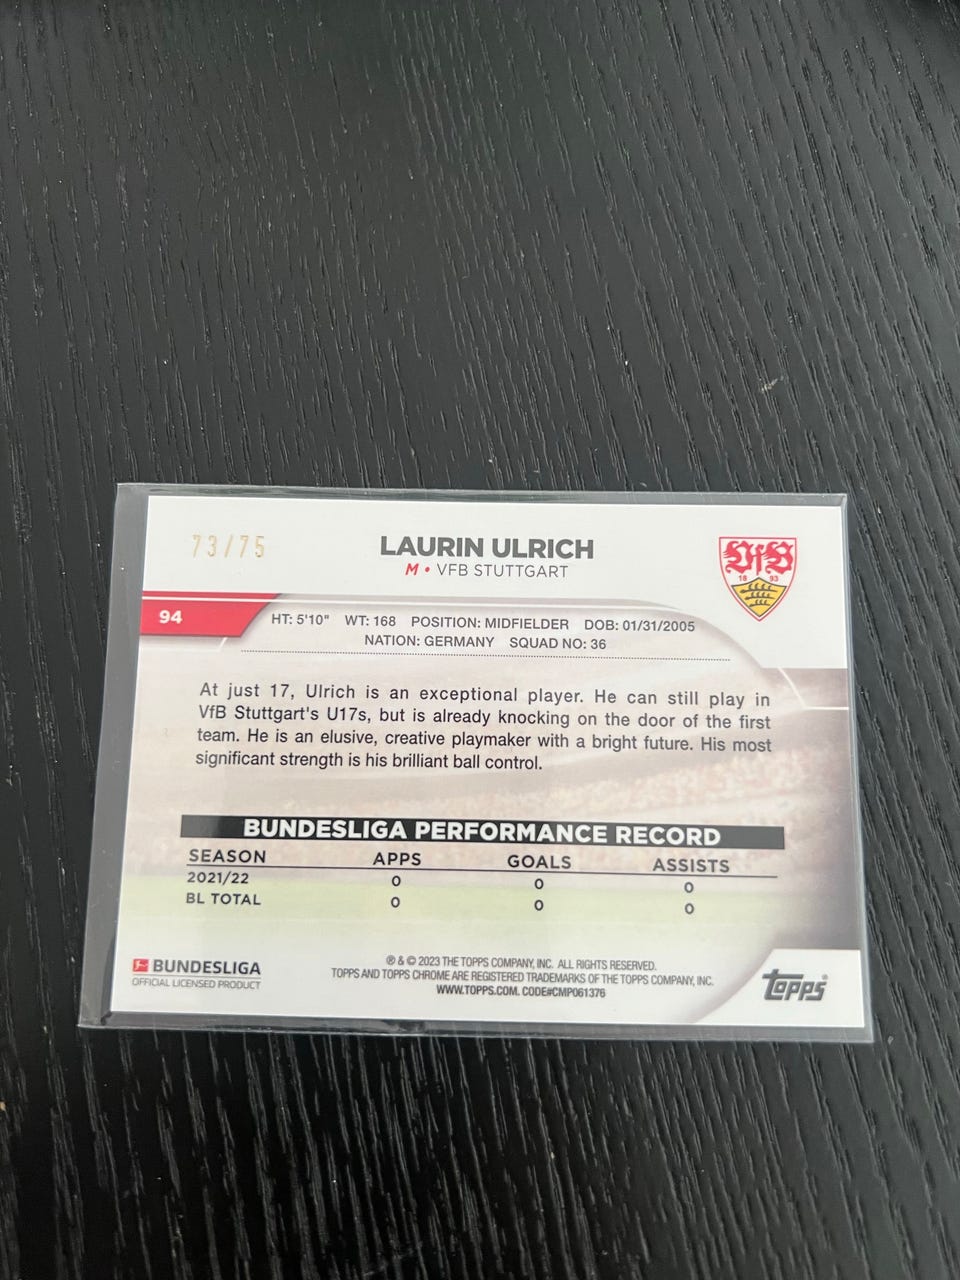 73/75
LAURIN ULRICH
M • VFB STUTTGART
VfB
18 93
94
HT: 5'10" WT: 168 POSITION: MIDFIELDER DOB: 01/31/2005
NATION: GERMANY SQUAD NO: 36
At just 17, Ulrich is an exceptional player. He can still play in
VfB Stuttgart's U17s, but is already knocking on the door of the first
team. He is an elusive, creative playmaker with a bright future. His most
significant strength is his brilliant ball control.
BUNDESLIGA PERFORMANCE RECORD
SEASON APPS GOALS ASSISTS
2021/22 0 0 0
BL TOTAL 0 0 0
BUNDESLIGA
OFFICIAL LICENSED PRODUCT
® & © 2023 THE TOPPS COMPANY, INC. ALL RIGHTS RESERVED.
TOPPS AND TOPPS CHROME ARE REGISTERED TRADEMARKS OF THE TOPPS COMPANY, INC.
WWW.TOPPS.COM. CODE#CMP061376
Topps®